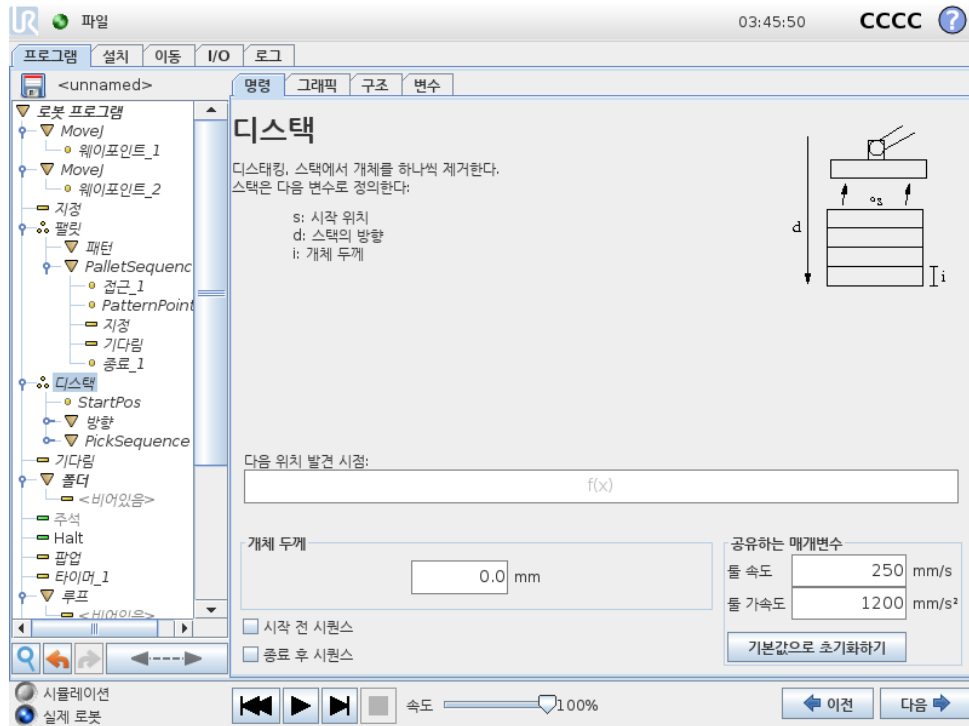 UR 파일 03:45:50 CCCC ?
프로그램 설치 이동 I/O 로그
<unnamed>
명령 그래픽 구조 변수
로봇 프로그램
MoveJ
웨이포인트_1
MoveJ
웨이포인트_2
지정
팔릿
패턴
PalletSequenc
접근_1
PatternPoint
지정
기다림
종료_1
디스택
StartPos
방향
PickSequence
기다림
폴더
<비어있음>
주석
Halt
팝업
타이머_1
루프
<비어있음>
디스택
디스태킹, 스택에서 개체를 하나씩 제거한다.
스택은 다음 변수로 정의한다:
s: 시작 위치
d: 스택의 방향
i: 개체 두께
d
s
i
다음 위치 발견 시점:
f(x)
개체 두께
0.0 mm
시작 전 시퀀스
종료 후 시퀀스
공유하는 매개변수
툴 속도 250 mm/s
툴 가속도 1200 mm/s²
기본값으로 초기화하기
시뮬레이션
실제 로봇
속도 100%
이전 다음